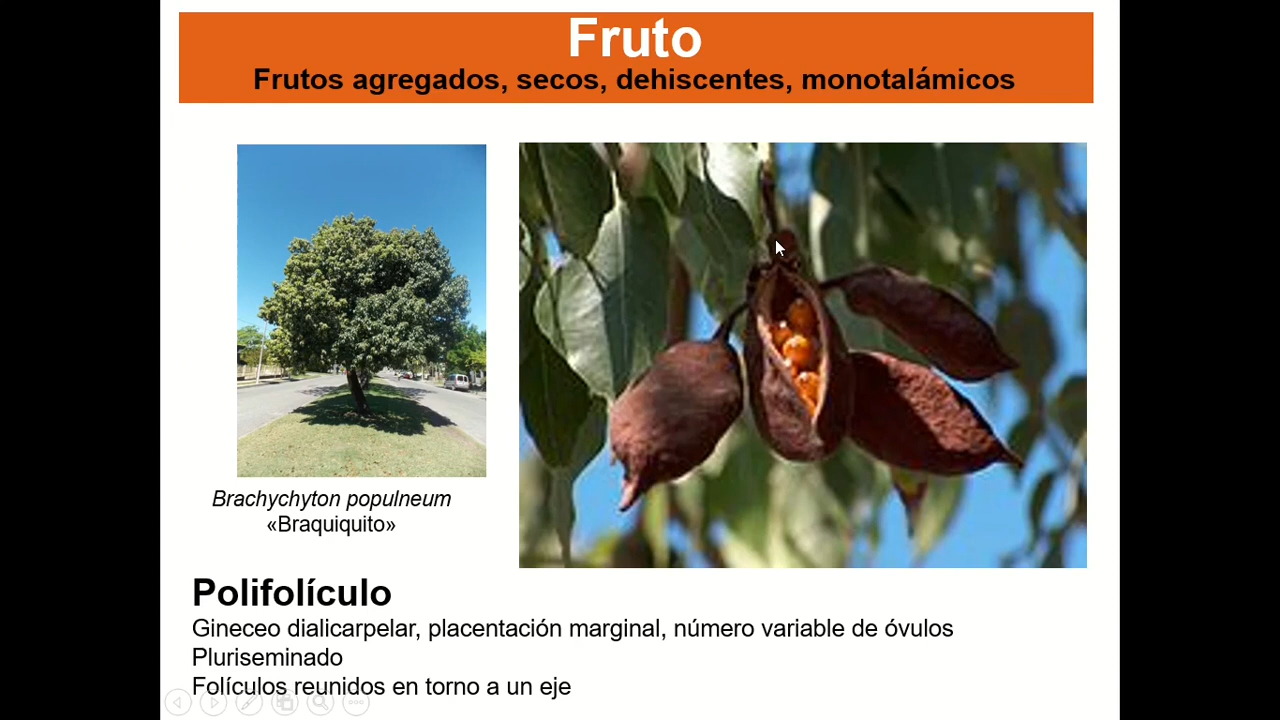 Fruto
Frutos agregados, secos, dehiscentes, monotalámicos
Brachychyton populneum
«Braquiquito»
Polifolículo
Gineceo dialicarpelar, placentación marginal, número variable de óvulos
Pluriseminado
Folículos reunidos en torno a un eje